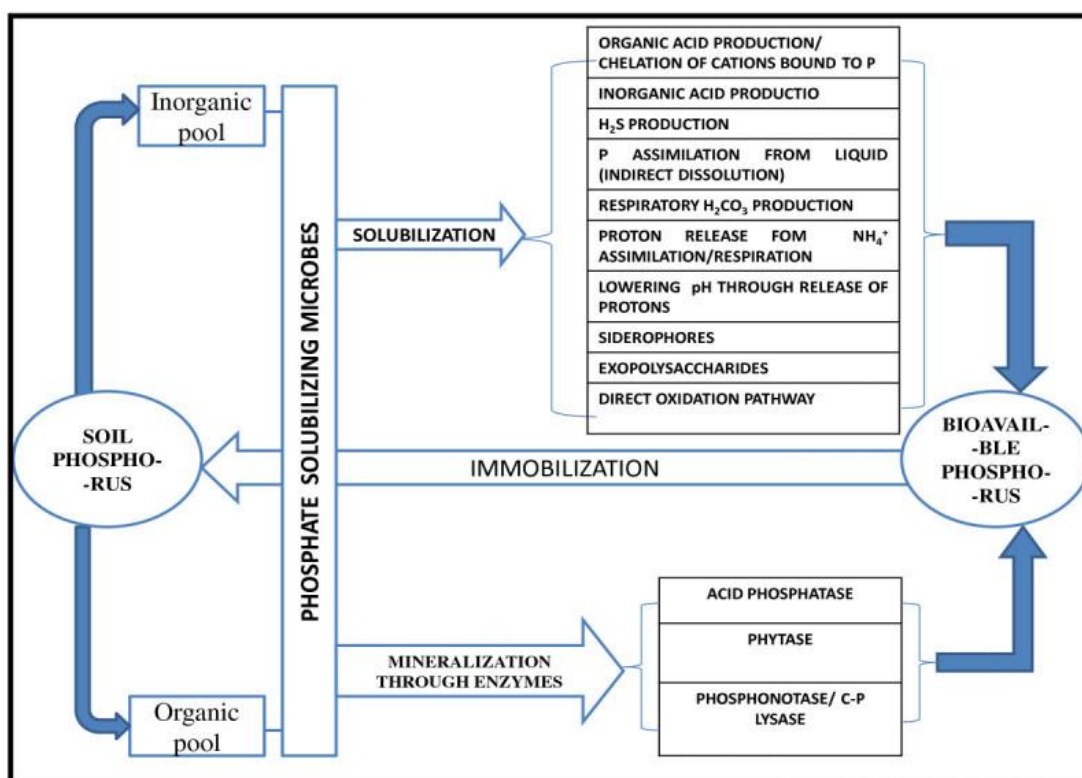 Inorganic
pool
PHOSPHATE SOLUBILIZING MICROBES
SOLUBILIZATION
ORGANIC ACID PRODUCTION/
CHELATION OF CATIONS BOUND TO P
INORGANIC ACID PRODUCTIO
H₂S PRODUCTION
P ASSIMILATION FROM LIQUID
(INDIRECT DISSOLUTION)
RESPIRATORY H₂CO₃ PRODUCTION
PROTON RELEASE FOM NH₄⁺
ASSIMILATION/RESPIRATION
LOWERING pH THROUGH RELEASE OF
PROTONS
SIDEROPHORES
EXOPOLYSACCHARIDES
DIRECT OXIDATION PATHWAY
SOIL
PHOSPHO-
-RUS
IMMOBILIZATION
BIOAVAIL-
-BLE
PHOSPHO-
-RUS
MINERALIZATION
THROUGH ENZYMES
ACID PHOSPHATASE
PHYTASE
PHOSPHONOTASE/ C-P
LYSASE
Organic
pool